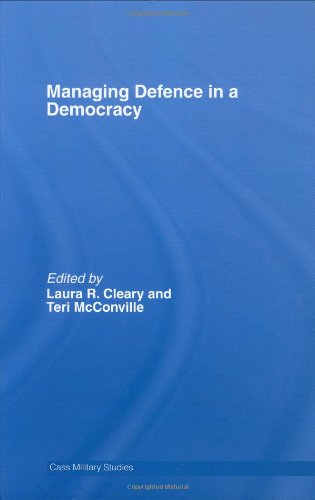 Managing Defence in a
Democracy
Edited by
Laura R. Cleary and
Teri McConville
Cass Military Studies